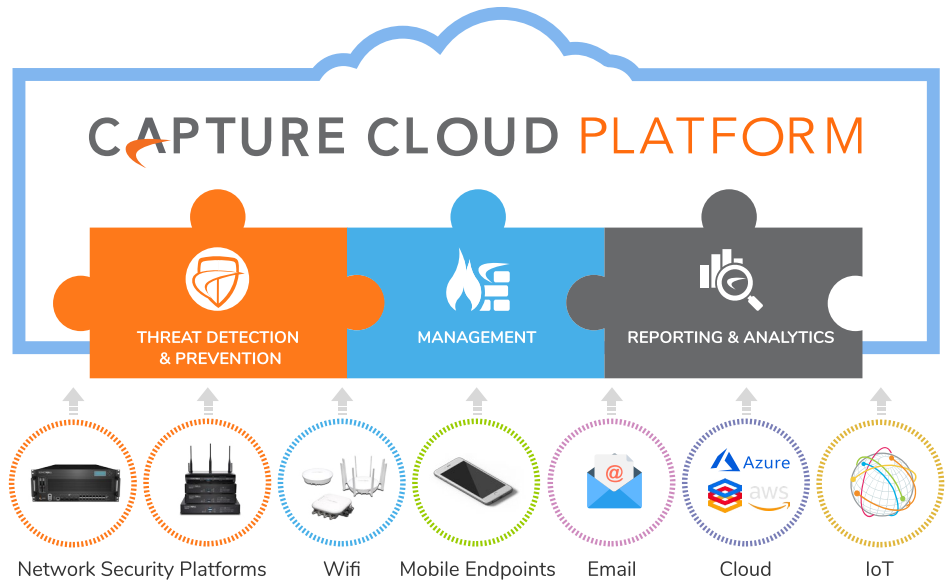 CAPTURE CLOUD PLATFORM
THREAT DETECTION
& PREVENTION
MANAGEMENT
REPORTING & ANALYTICS
@
Azure
aws
Network Security Platforms
Wifi
Mobile Endpoints
Email
Cloud
IoT